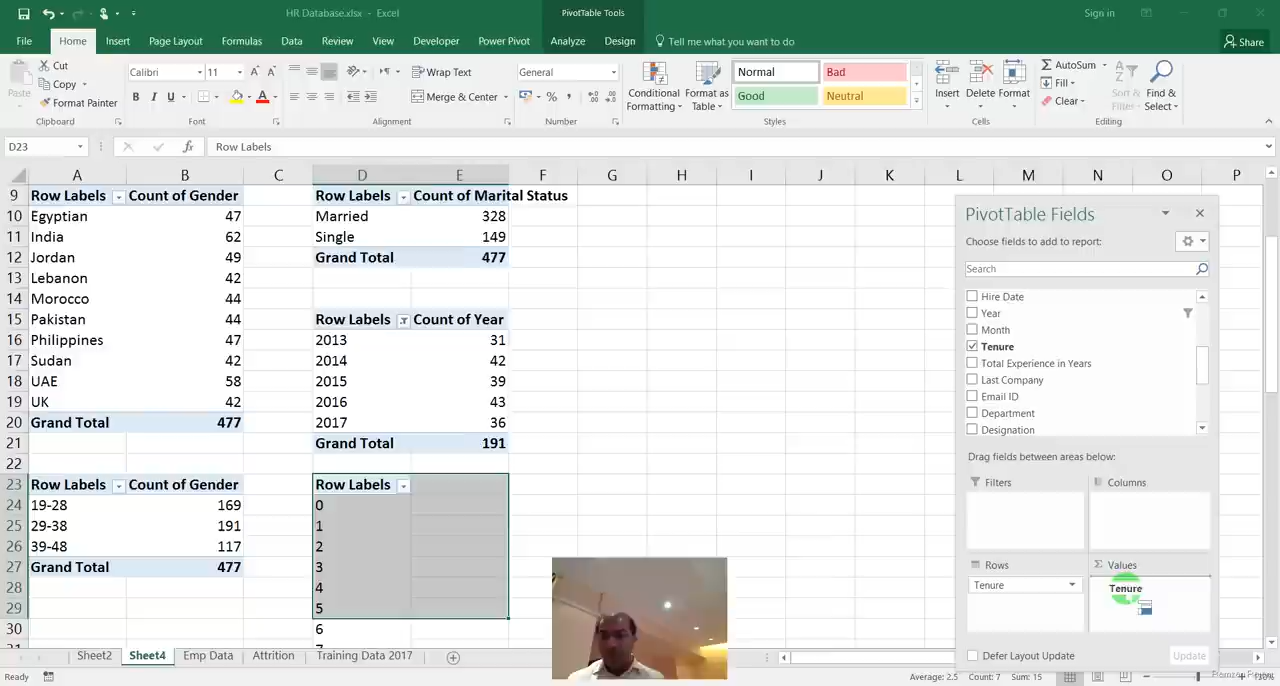 HR Database.xlsx - Excel
PivotTable Tools
Sign in
File Home Insert Page Layout Formulas Data Review View Developer Power Pivot Analyze Design Tell me what you want to do Share
Paste
Cut
Copy
Format Painter
Clipboard
Calibri 11
B I U
Font
Wrap Text
Merge & Center
Alignment
General
Number
Conditional Formatting
Format as Table
Normal Bad
Good Neutral
Styles
Insert Delete Format
Cells
AutoSum
Fill
Clear
Sort & Filter
Find & Select
Editing
D23 fx Row Labels
A B C D E F G H I J K L M N O P
9 Row Labels Count of Gender Row Labels Count of Marital Status
10 Egyptian 47 Married 328
11 India 62 Single 149
12 Jordan 49 Grand Total 477
13 Lebanon 42
14 Morocco 44
15 Pakistan 44 Row Labels Count of Year
16 Philippines 47 2013 31
17 Sudan 42 2014 42
18 UAE 58 2015 39
19 UK 42 2016 43
20 Grand Total 477 2017 36
21 Grand Total 191
22
23 Row Labels Count of Gender Row Labels
24 19-28 169 0
25 29-38 191 1
26 39-48 117 2
27 Grand Total 477 3
28 4
29 5
30 6
PivotTable Fields
Choose fields to add to report:
Search
Hire Date
Year
Month
Tenure
Total Experience in Years
Last Company
Email ID
Department
Designation
Drag fields between areas below:
Filters Columns
Rows Values
Tenure Tenure
Defer Layout Update Update
Sheet2 Sheet4 Emp Data Attrition Training Data 2017
Ready Average: 2.5 Count: 7 Sum: 15